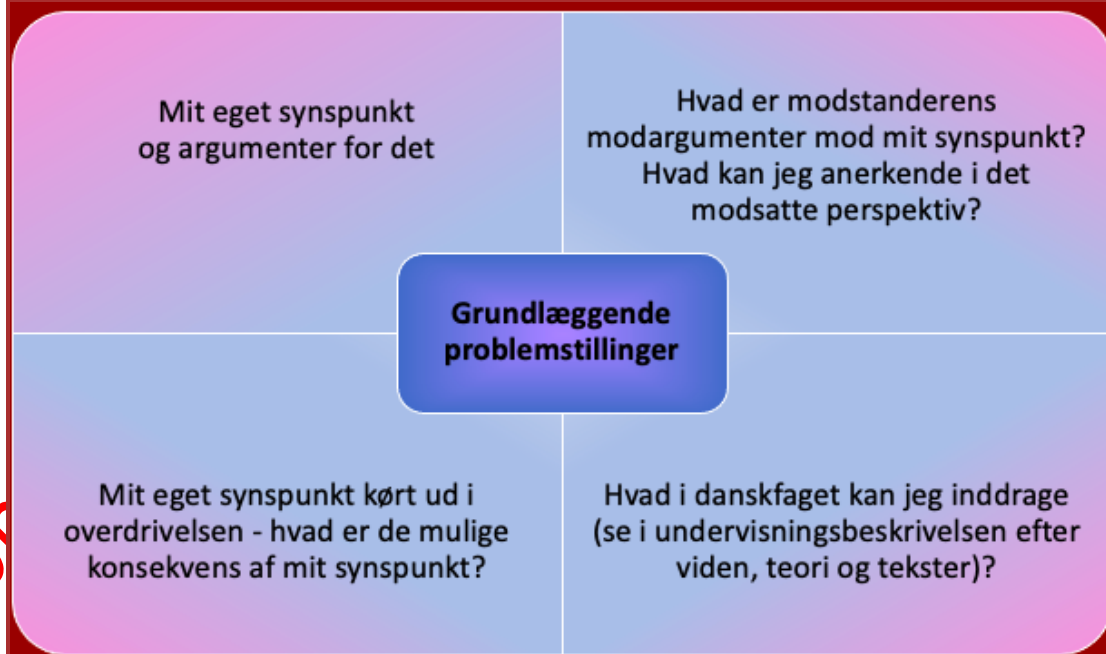 Mit eget synspunkt
og argumenter for det
Hvad er modstanderens
modargumenter mod mit synspunkt?
Hvad kan jeg anerkende i det
modsatte perspektiv?
Grundlæggende
problemstillinger
Mit eget synspunkt kørt ud i
overdrivelsen - hvad er de mulige
konsekvens af mit synspunkt?
Hvad i danskfaget kan jeg inddrage
(se i undervisningsbeskrivelsen efter
viden, teori og tekster)?